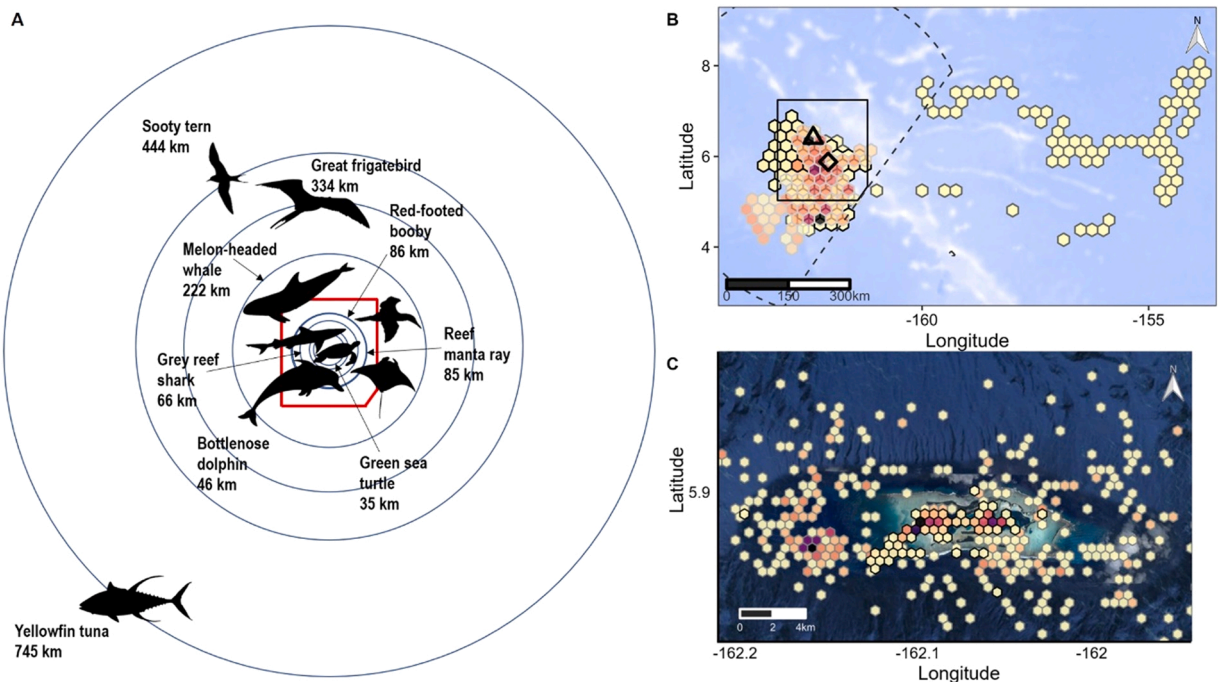 A
Sooty tern
444 km
Great frigatebird
334 km
Red-footed
booby
86 km
Melon-headed
whale
222 km
Reef
manta ray
85 km
Grey reef
shark
66 km
Bottlenose
dolphin
46 km
Green sea
turtle
35 km
Yellowfin tuna
745 km
B
N
8
6
4
Latitude
0
150
300km
-160
-155
Longitude
C
N
Latitude
5.9
0
2
4km
-162.2
-162.1
-162
Longitude